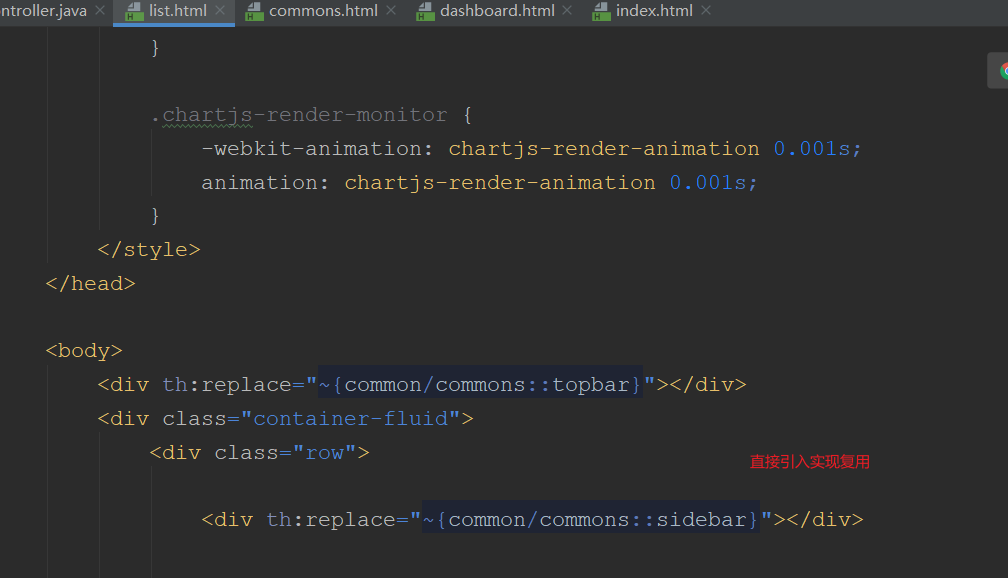 ntroller.java × list.html × commons.html × dashboard.html × index.html ×
}
.chartjs-render-monitor {
-webkit-animation: chartjs-render-animation 0.001s;
animation: chartjs-render-animation 0.001s;
}
</style>
</head>
<body>
<div th:replace="~{common/commons::topbar}"></div>
<div class="container-fluid">
<div class="row">
直接引入实现复用
<div th:replace="~{common/commons::sidebar}"></div>